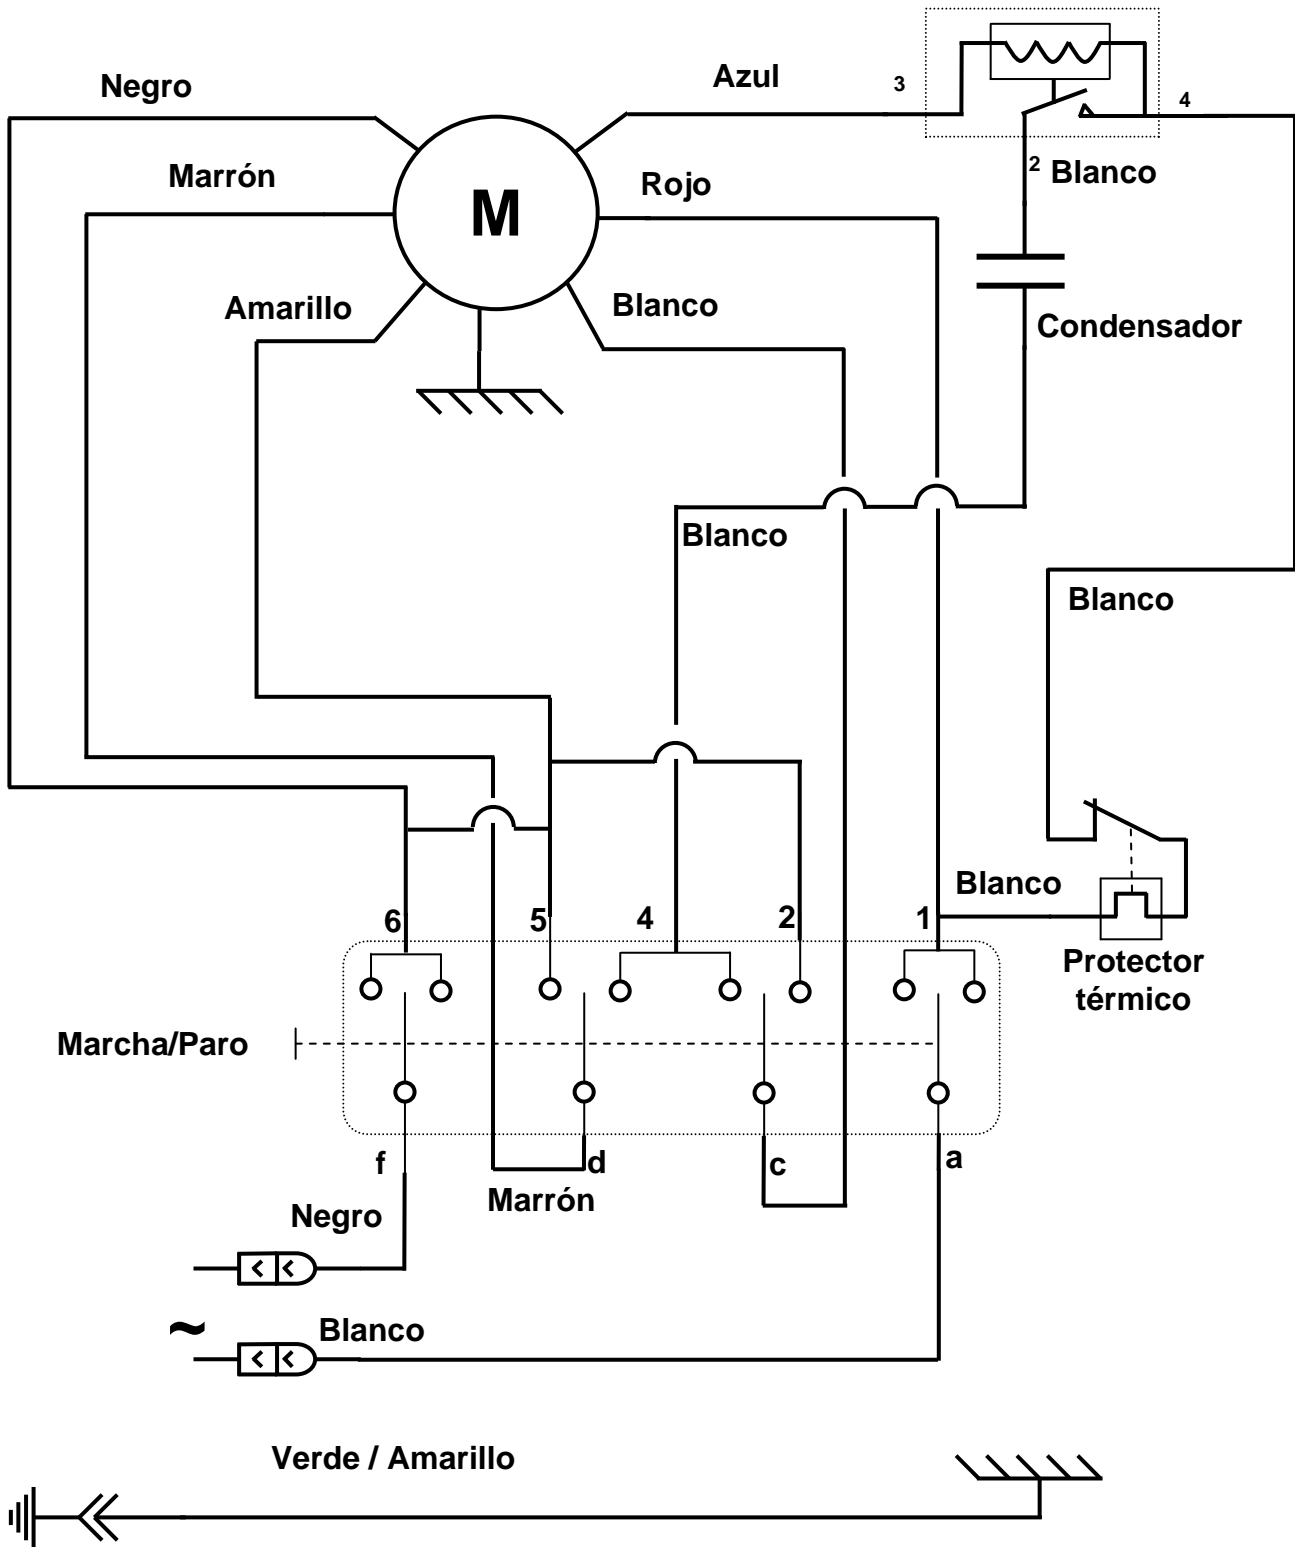 Negro
Azul
3
4
Marrón
M
Rojo
2
Blanco
Amarillo
Blanco
Condensador
Blanco
Blanco
Blanco
6
5
4
2
1
Protector
térmico
Marcha/Paro
f
d
c
a
Marrón
Negro
~
Blanco
Verde / Amarillo